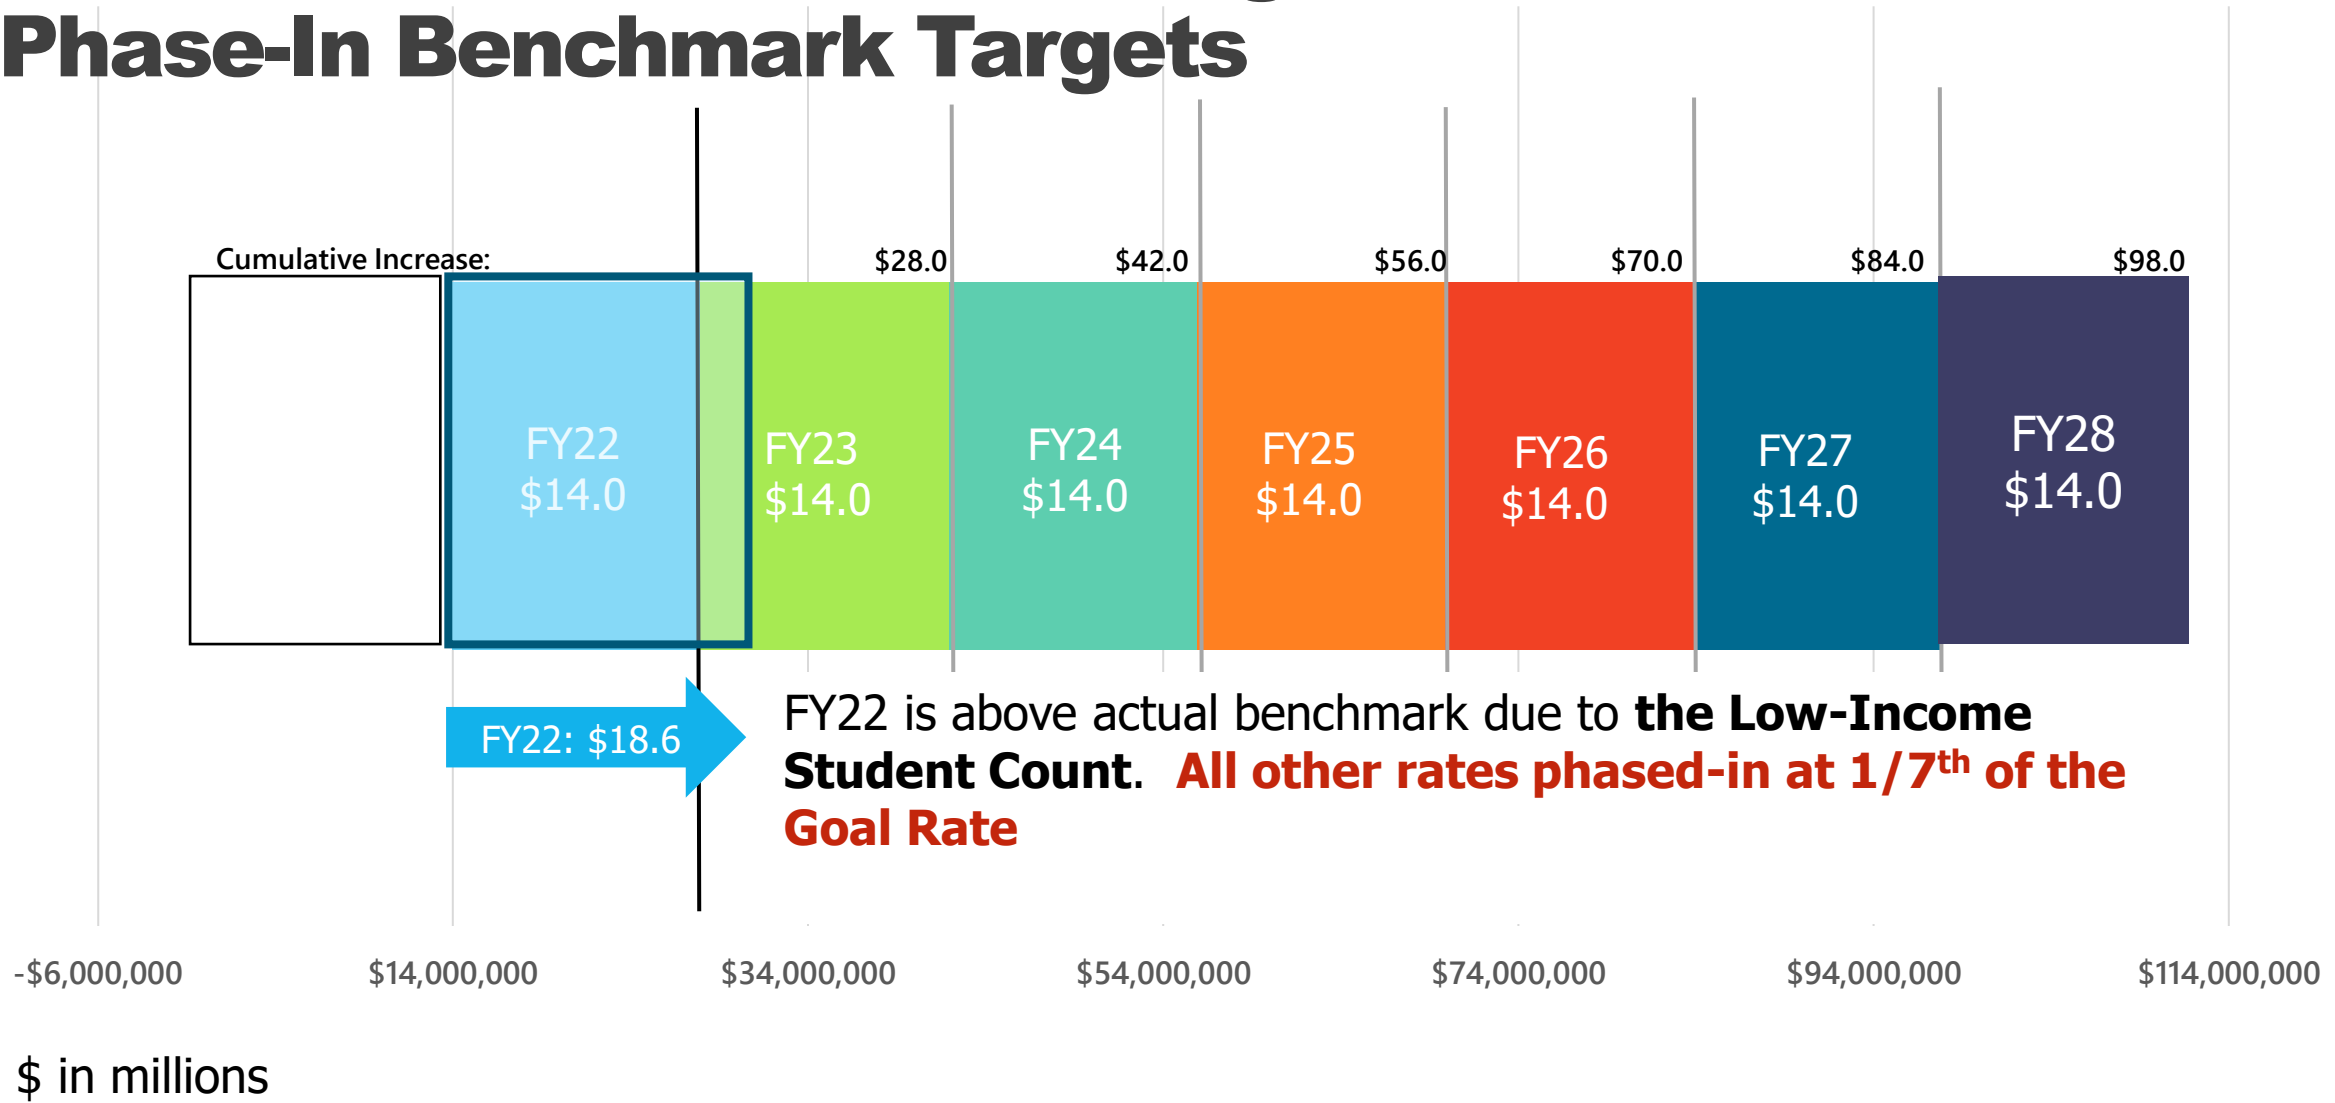 Phase-In Benchmark Targets
Cumulative Increase:
$28.0
$42.0
$56.0
$70.0
$84.0
$98.0
FY22
$14.0
FY23
$14.0
FY24
$14.0
FY25
$14.0
FY26
$14.0
FY27
$14.0
FY28
$14.0
FY22: $18.6
FY22 is above actual benchmark due to the Low-Income
Student Count. All other rates phased-in at 1/7th of the
Goal Rate
-$6,000,000
$14,000,000
$34,000,000
$54,000,000
$74,000,000
$94,000,000
$114,000,000
$ in millions